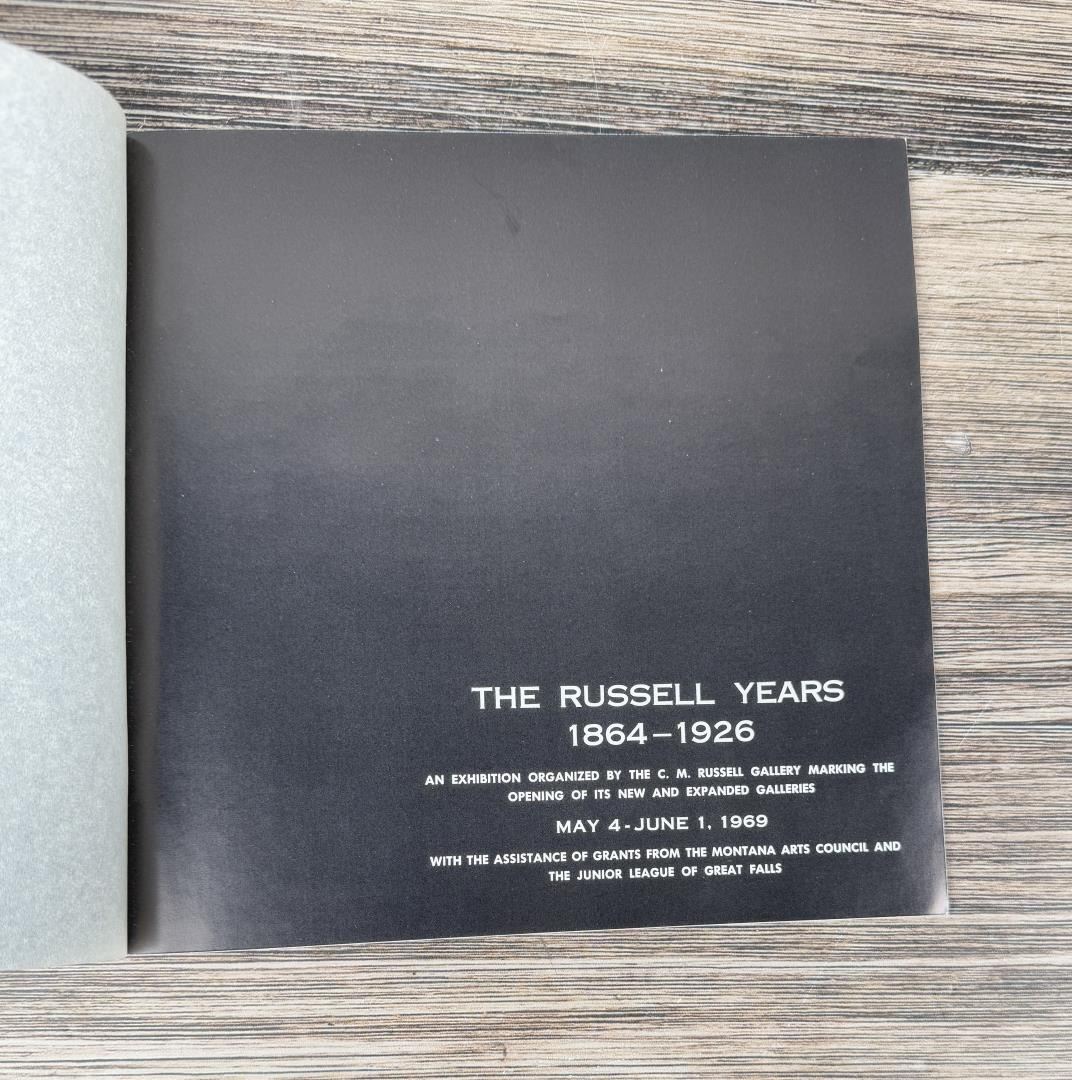 THE RUSSELL YEARS
1864–1926
AN EXHIBITION ORGANIZED BY THE C. M. RUSSELL GALLERY MARKING THE
OPENING OF ITS NEW AND EXPANDED GALLERIES
MAY 4-JUNE 1, 1969
WITH THE ASSISTANCE OF GRANTS FROM THE MONTANA ARTS COUNCIL AND
THE JUNIOR LEAGUE OF GREAT FALLS